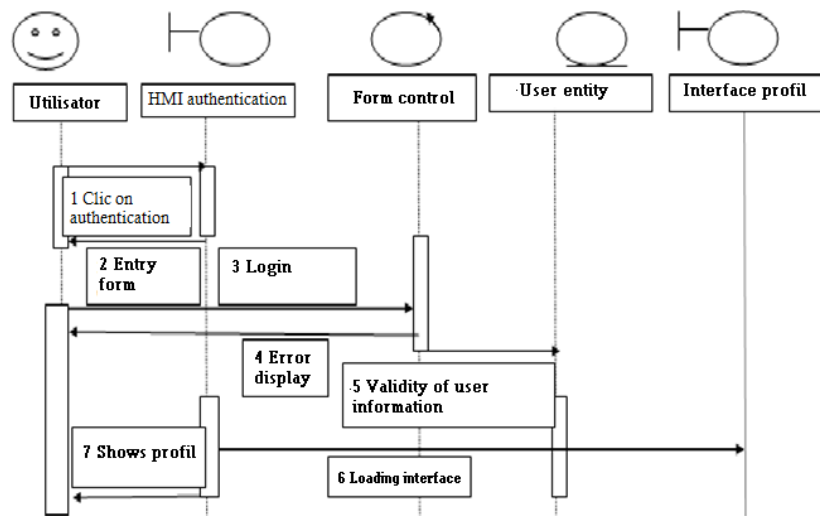 Utilisator
HMI authentication
Form control
User entity
Interface profil
1 Clic on
authentication
2 Entry
form
3 Login
4 Error
display
5 Validity of user
information
7 Shows profil
6 Loading interface